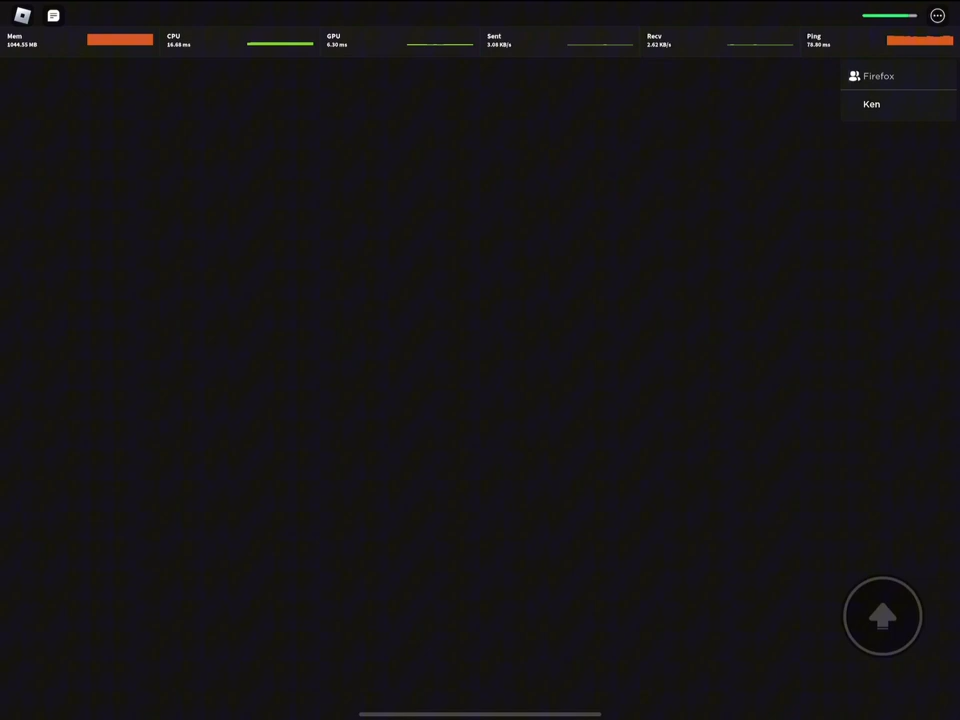 Mem
1044.55 MB
CPU
16.68 ms
GPU
6.30 ms
Sent
3.08 KB/s
Recv
2.62 KB/s
Ping
78.80 ms
Firefox
Ken